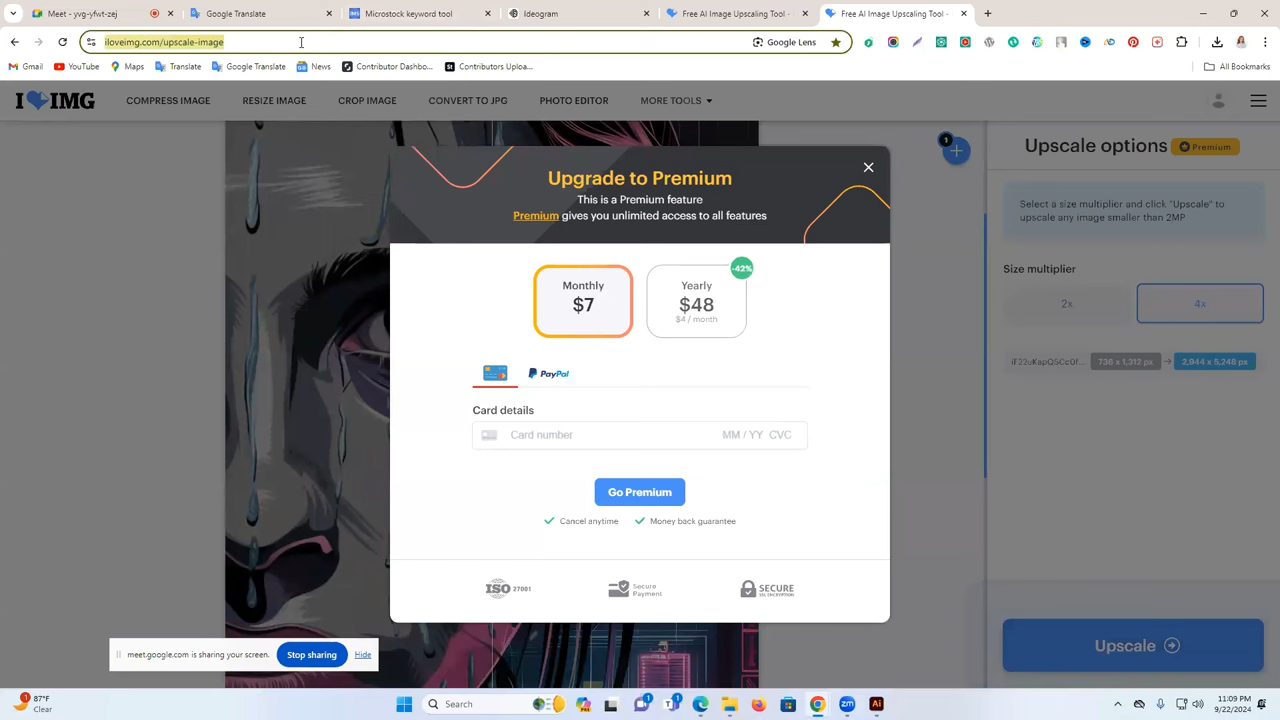 Meet - yvg-fwvt-zej
Google Translate
Microstock keyword tool
Ideogram
Free AI Image Upscaling Tool -
Free AI Image Upscaling Tool -
iloveimg.com/upscale-image
Google Lens
Gmail
YouTube
Maps
Translate
Google Translate
News
Contributor Dashbo...
Contributors Uploa...
All Bookmarks
I IMG
COMPRESS IMAGE
RESIZE IMAGE
CROP IMAGE
CONVERT TO JPG
PHOTO EDITOR
MORE TOOLS
1
Upscale options
Premium
Select a size multiplier and click "Upscale" to
upscale any image smaller than 2MP
Size multiplier
2x
4x
736 x 1,312 px
2,944 x 5,248 px
Upscale
Upgrade to Premium
This is a Premium feature
Premium gives you unlimited access to all features
-42%
Monthly
$7
Yearly
$48
$4 / month
PayPal
Card details
Card number
MM / YY CVC
Go Premium
Cancel anytime
Money back guarantee
ISO 27001
Secure
Payment
SECURE
SSL ENCRYPTION
meet.google.com is sharing your screen.
Stop sharing
Hide
87°F
Clear
Search
11:09 PM
9/22/2024